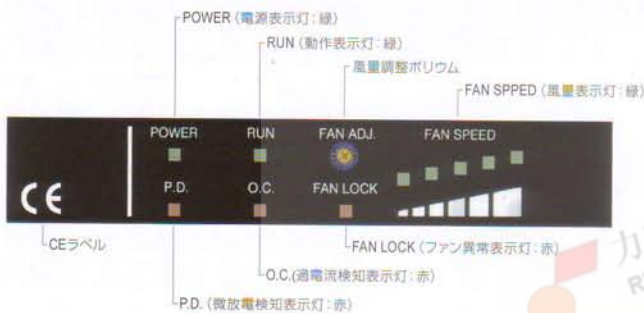 POWER (電源表示灯:緑)
RUN (動作表示灯:緑)
風量調整ポリウム
FAN SPPED (風量表示灯:緑)
POWER RUN FAN ADJ. FAN SPEED
P.D. O.C. FAN LOCK
CE
CEラベル
FAN LOCK (ファン異常表示灯:赤)
O.C.(過電流検知表示灯:赤)
P.D. (微放電検知表示灯:赤)
力
R